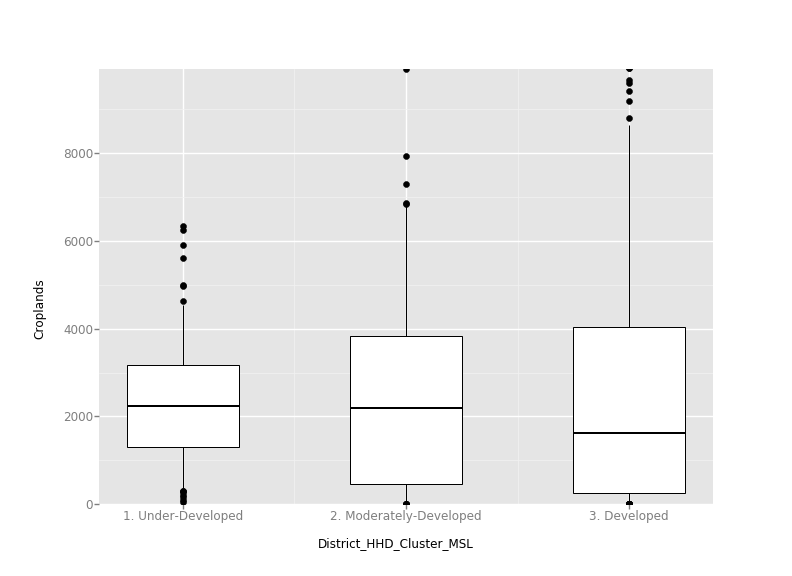 8000
6000
Croplands
4000
2000
0
1. Under-Developed
2. Moderately-Developed
3. Developed
District_HHD_Cluster_MSL